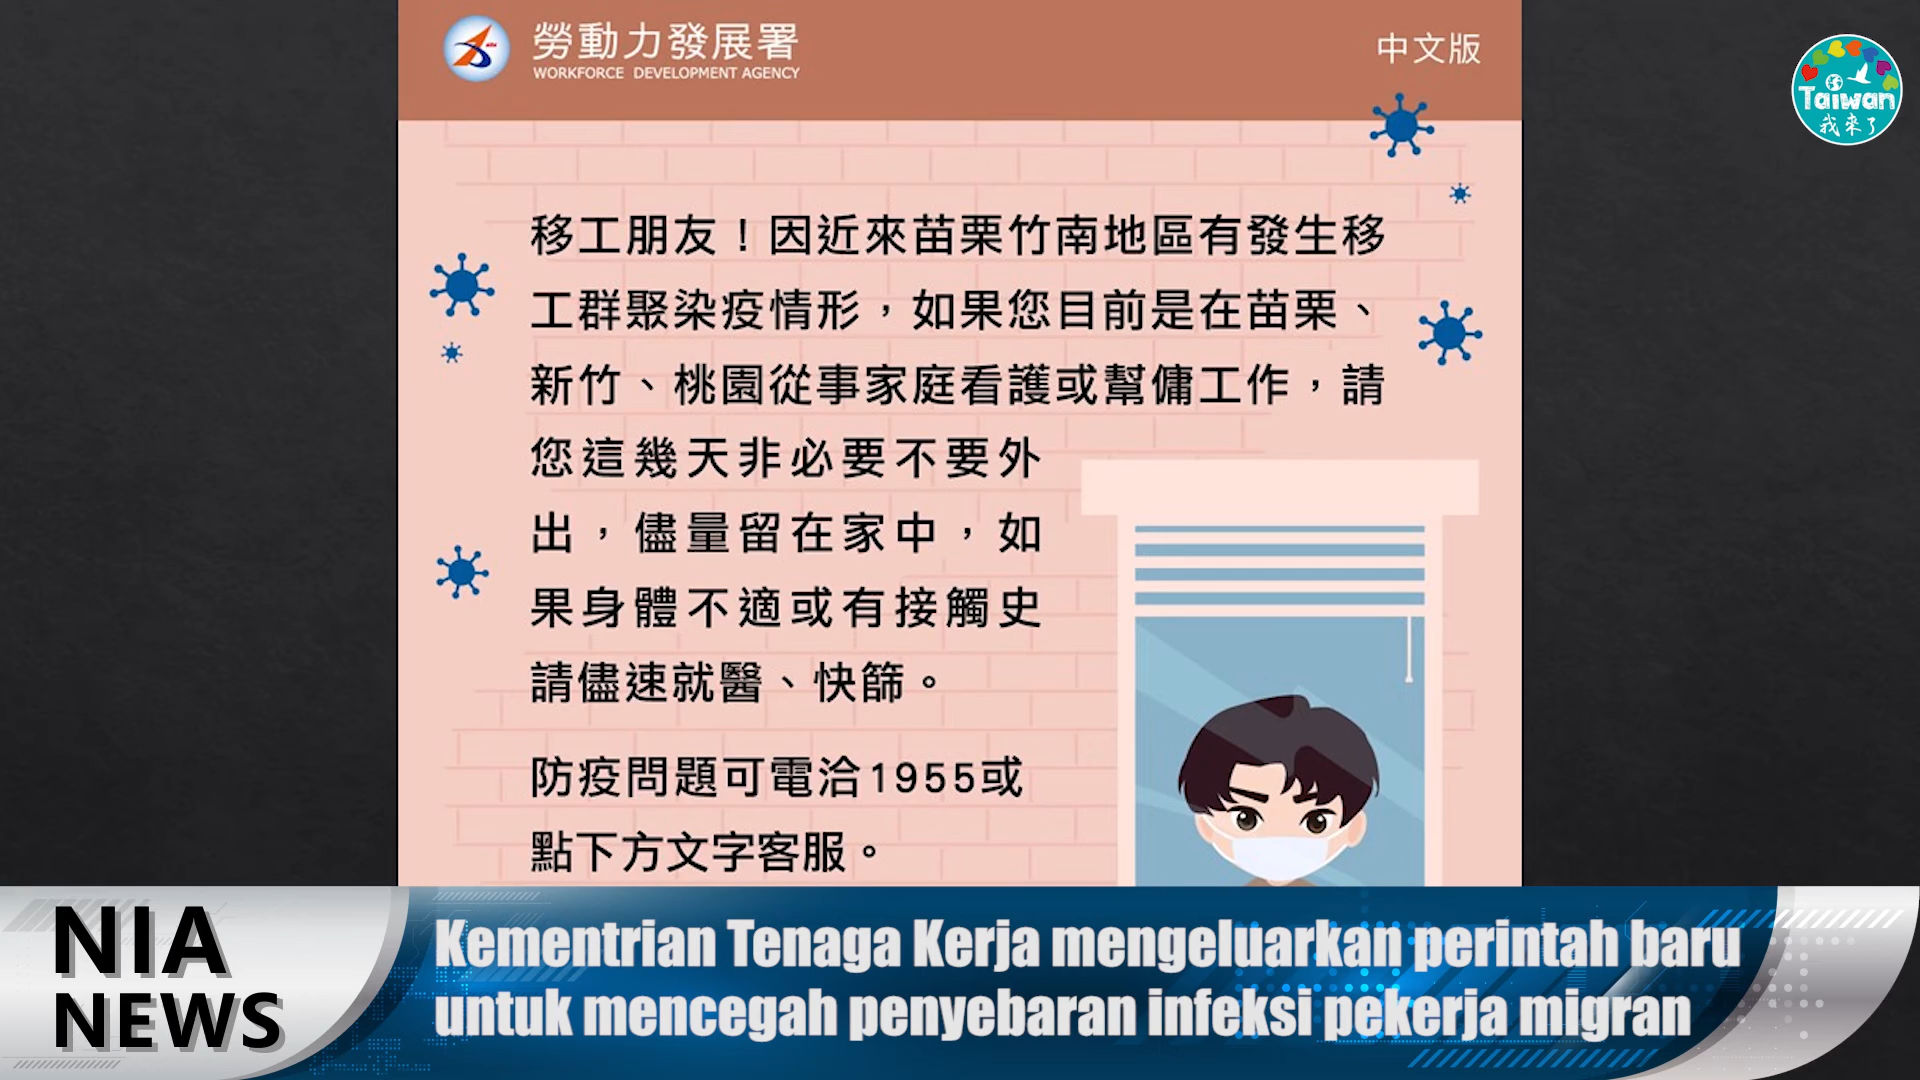 勞動力發展署
WORKFORCE DEVELOPMENT AGENCY
中文版
Taiwan
我來了
移工朋友！因近來苗栗竹南地區有發生移
工群聚染疫情形，如果您目前是在苗栗、
新竹、桃園從事家庭看護或幫傭工作，請
您這幾天非必要不要外
出，儘量留在家中，如
果身體不適或有接觸史
請儘速就醫、快篩。
防疫問題可電洽1955或
點下方文字客服。
NIA
NEWS
Kementrian Tenaga Kerja mengeluarkan perintah baru
untuk mencegah penyebaran infeksi pekerja migran